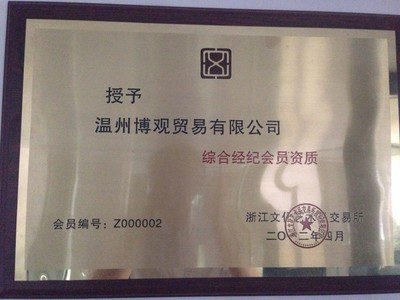 授予
温州博观贸易有限公司
综合经纪会员资质
会员编号：Z000002
浙江文 交易所
二〇一二年四月